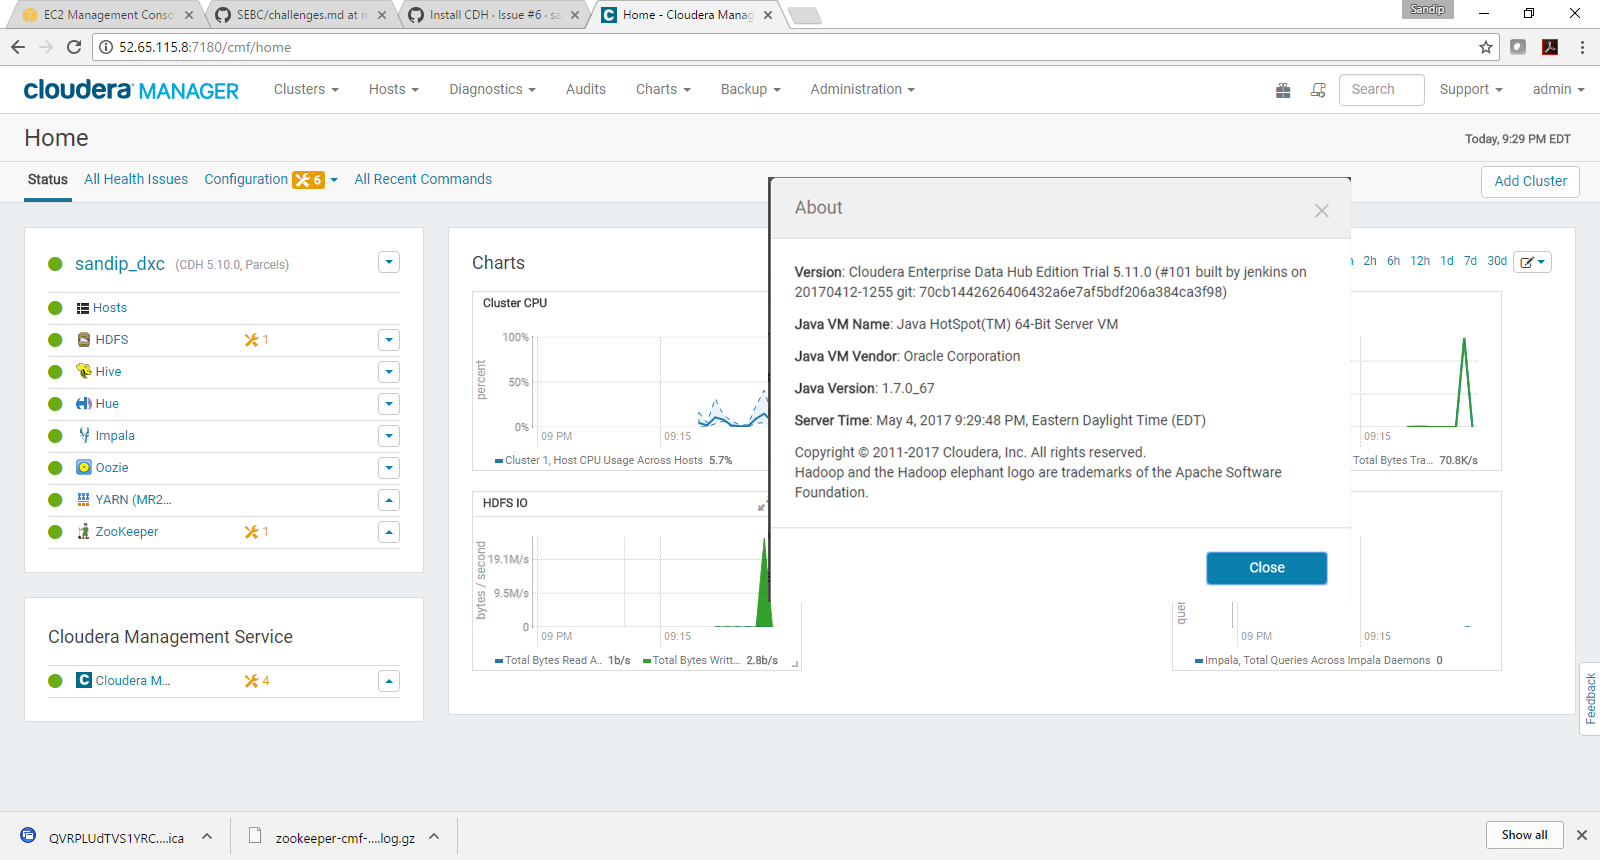 EC2 Management Conso
SEBC/challenges.md at m
Install CDH · Issue #6 · sa
Home - Cloudera Manag
Sandip
52.65.115.8:7180/cmf/home
cloudera MANAGER
Clusters
Hosts
Diagnostics
Audits
Charts
Backup
Administration
Search
Support
admin
Home
Today, 9:29 PM EDT
Status
All Health Issues
Configuration 6
All Recent Commands
Add Cluster
sandip_dxc (CDH 5.10.0, Parcels)
Hosts
HDFS 1
Hive
Hue
Impala
Oozie
YARN (MR2...
ZooKeeper 1
Cloudera Management Service
Cloudera M... 4
Charts
2h 6h 12h 1d 7d 30d
Cluster CPU
percent
100%
50%
0%
09 PM
09:15
Cluster 1, Host CPU Usage Across Hosts 5.7%
HDFS IO
bytes / second
19.1M/s
9.5M/s
0
09 PM
09:15
Total Bytes Read A.. 1b/s
Total Bytes Writt... 2.8b/s
About
Version: Cloudera Enterprise Data Hub Edition Trial 5.11.0 (#101 built by jenkins on
20170412-1255 git: 70cb1442626406432a6e7af5bdf206a384ca3f98)
Java VM Name: Java HotSpot(TM) 64-Bit Server VM
Java VM Vendor: Oracle Corporation
Java Version: 1.7.0_67
Server Time: May 4, 2017 9:29:48 PM, Eastern Daylight Time (EDT)
Copyright © 2011-2017 Cloudera, Inc. All rights reserved.
Hadoop and the Hadoop elephant logo are trademarks of the Apache Software
Foundation.
Close
09:15
Total Bytes Tra... 70.8K/s
quer
09 PM
09:15
Impala, Total Queries Across Impala Daemons 0
Feedback
QVRPLUdTVS1YRC....ica
zookeeper-cmf-....log.gz
Show all